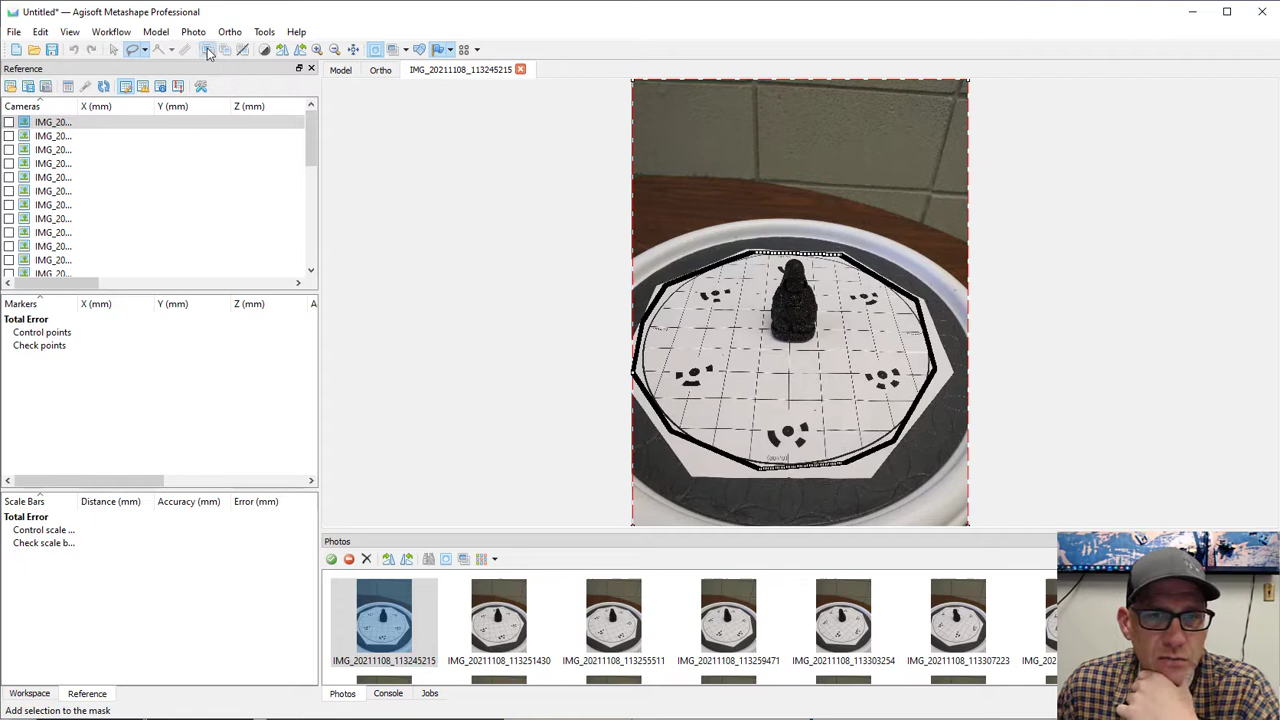 Untitled* — Agisoft Metashape Professional
File Edit View Workflow Model Photo Ortho Tools Help
Reference
Model Ortho IMG_20211108_113245215
Cameras X (mm) Y (mm) Z (mm)
IMG_20...
IMG_20...
IMG_20...
IMG_20...
IMG_20...
IMG_20...
IMG_20...
IMG_20...
IMG_20...
IMG_20...
IMG_20...
IMG_20...
Markers X (mm) Y (mm) Z (mm) A
Total Error
Control points
Check points
Scale Bars Distance (mm) Accuracy (mm) Error (mm)
Total Error
Control scale ...
Check scale b...
Photos
IMG_20211108_113245215 IMG_20211108_113251430 IMG_20211108_113255511 IMG_20211108_113259471 IMG_20211108_113303254 IMG_20211108_113307223
Workspace Reference
Photos Console Jobs
Add selection to the mask